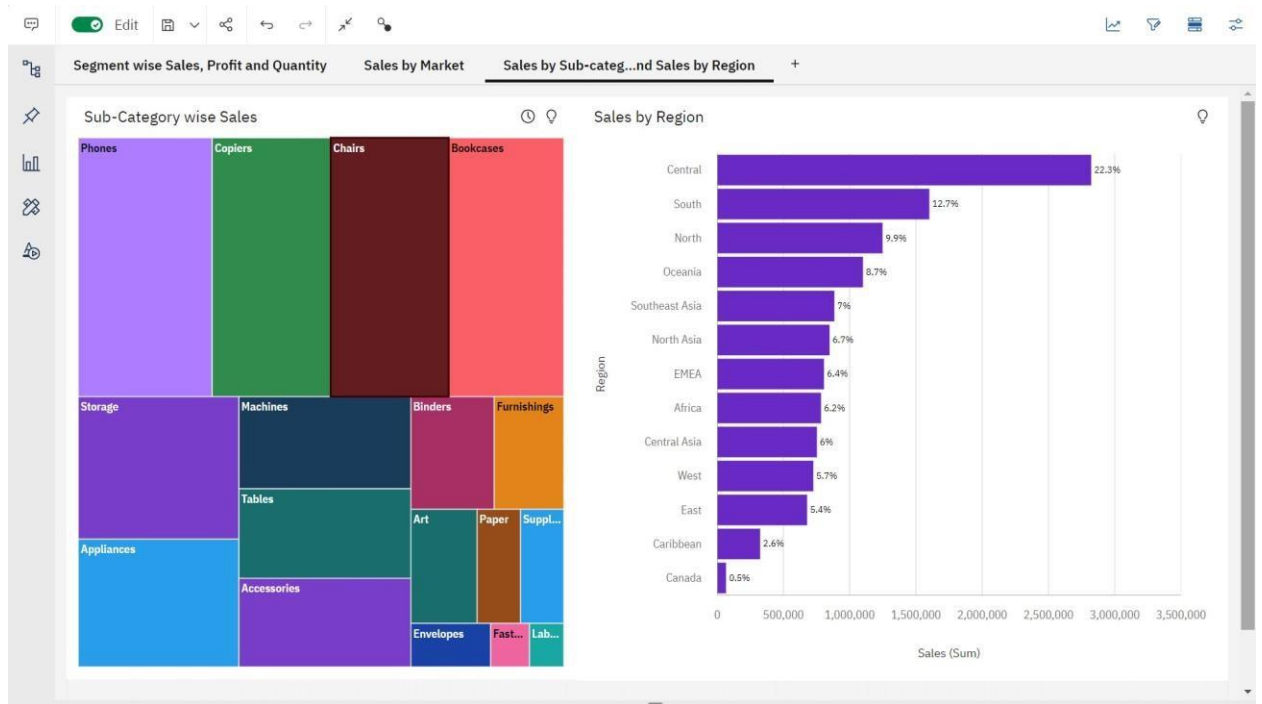 Edit
Segment wise Sales, Profit and Quantity
Sales by Market
Sales by Sub-categ...nd Sales by Region
+
Sub-Category wise Sales
Phones
Copiers
Chairs
Bookcases
Storage
Machines
Binders
Furnishings
Tables
Art
Paper
Suppl...
Appliances
Accessories
Envelopes
Fast...
Lab...
Sales by Region
Region
Central 22.3%
South 12.7%
North 9.9%
Oceania 8.7%
Southeast Asia 7%
North Asia 6.7%
EMEA 6.4%
Africa 6.2%
Central Asia 6%
West 5.7%
East 5.4%
Caribbean 2.6%
Canada 0.5%
0 500,000 1,000,000 1,500,000 2,000,000 2,500,000 3,000,000 3,500,000
Sales (Sum)